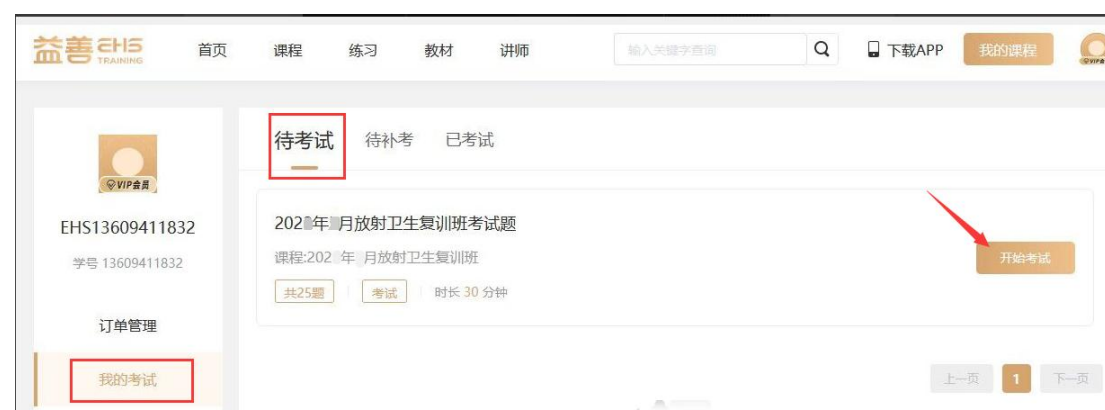 益善 EHS TRAINING 首页 课程 练习 教材 讲师 输入关键字查询 下载APP 我的课程
VIP会员
待考试 待补考 已考试
VIP会员
EHS13609411832
学号 13609411832
202 年 月放射卫生复训班考试题
课程:202 年 月放射卫生复训班
共25题 考试 时长 30 分钟
开始考试
订单管理
我的考试
上一页 1 下一页